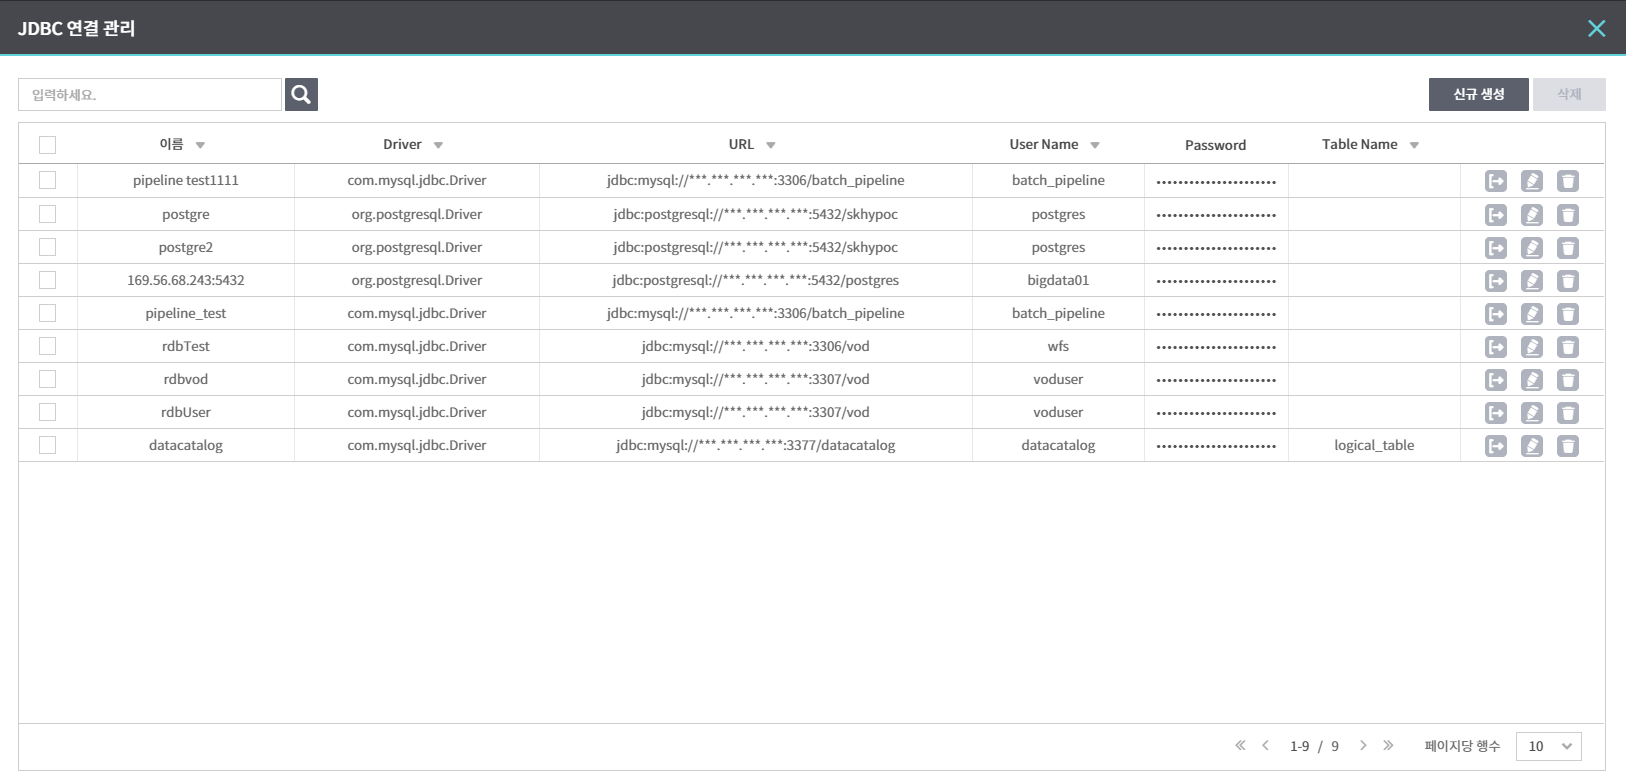 JDBC 연결 관리
입력하세요.
신규 생성 삭제
이름 Driver URL User Name Password Table Name
pipeline test1111 com.mysql.jdbc.Driver jdbc:mysql://***.***.***.***:3306/batch_pipeline batch_pipeline ••••••••••••••••••••••
postgre org.postgresql.Driver jdbc:postgresql://***.***.***.***:5432/skhypoc postgres ••••••••••••••••••••••
postgre2 org.postgresql.Driver jdbc:postgresql://***.***.***.***:5432/skhypoc postgres ••••••••••••••••••••••
169.56.68.243:5432 org.postgresql.Driver jdbc:postgresql://***.***.***.***:5432/postgres bigdata01 ••••••••••••••••••••••
pipeline_test com.mysql.jdbc.Driver jdbc:mysql://***.***.***.***:3306/batch_pipeline batch_pipeline ••••••••••••••••••••••
rdbTest com.mysql.jdbc.Driver jdbc:mysql://***.***.***.***:3306/vod wfs ••••••••••••••••••••••
rdbvod com.mysql.jdbc.Driver jdbc:mysql://***.***.***.***:3307/vod voduser ••••••••••••••••••••••
rdbUser com.mysql.jdbc.Driver jdbc:mysql://***.***.***.***:3307/vod voduser ••••••••••••••••••••••
datacatalog com.mysql.jdbc.Driver jdbc:mysql://***.***.***.***:3377/datacatalog datacatalog •••••••••••••••••••••• logical_table
1-9 / 9 페이지당 행수 10